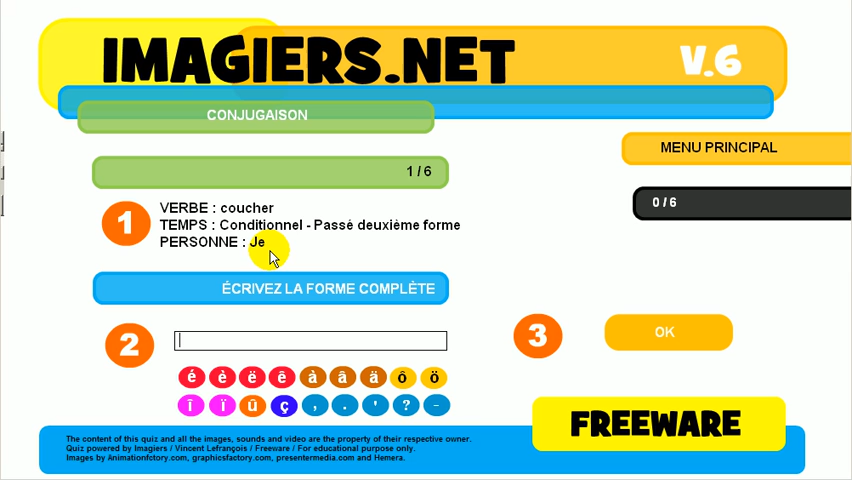 IMAGIERS.NET
V.6
CONJUGAISON
MENU PRINCIPAL
1 / 6
0 / 6
1
VERBE : coucher
TEMPS : Conditionnel - Passé deuxième forme
PERSONNE : Je
ÉCRIVEZ LA FORME COMPLÈTE
2
3
OK
é è ë ê à â ä ô ö
î ï û ç , . ' ? -
FREEWARE
The content of this quiz and all the images, sounds and video are the property of their respective owner.
Quiz powered by Imagiers / Vincent Lefrançois / Freeware / For educational purpose only.
Images by Animationfctory.com, graphicsfactory.com, presentermedia.com and Hemera.